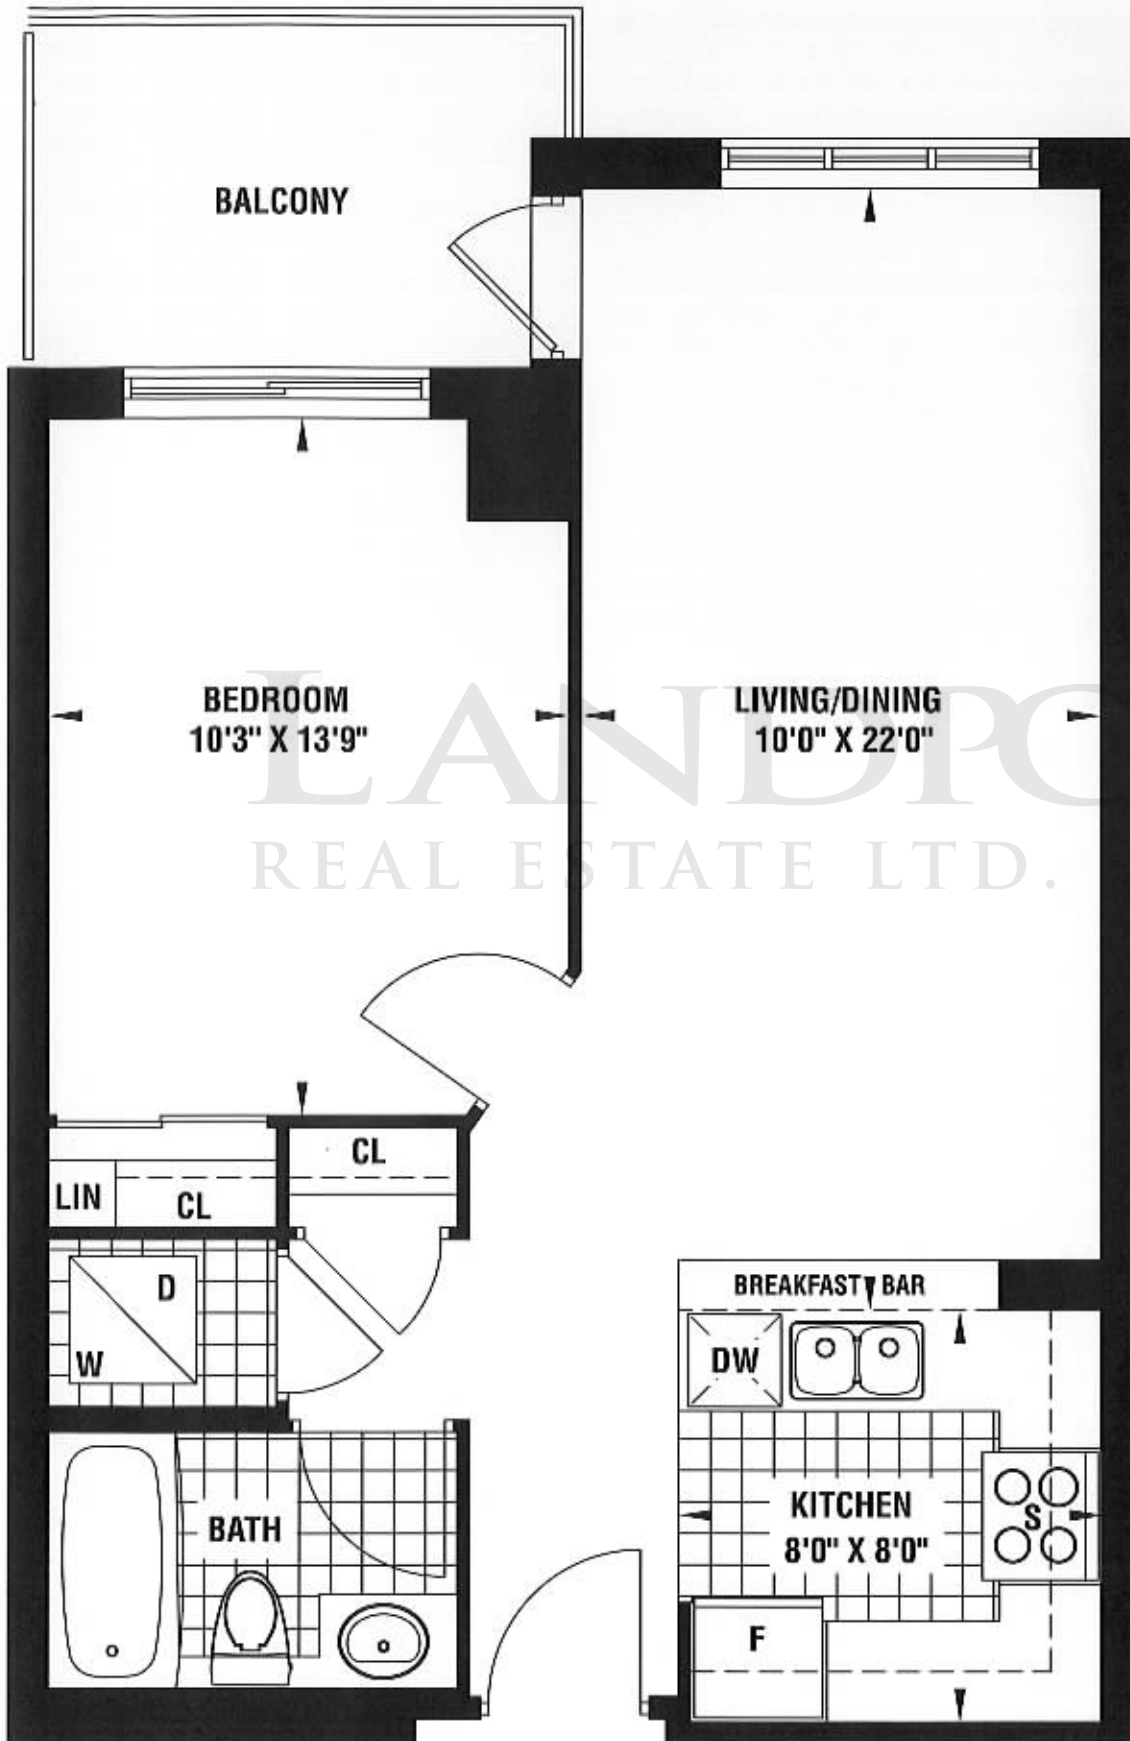 BALCONY
BEDROOM
10'3" X 13'9"
LIVING/DINING
10'0" X 22'0"
REAL ESTATE LTD.
CL
LIN
CL
D
W
BREAKFAST BAR
DW
KITCHEN
8'0" X 8'0"
S
BATH
F